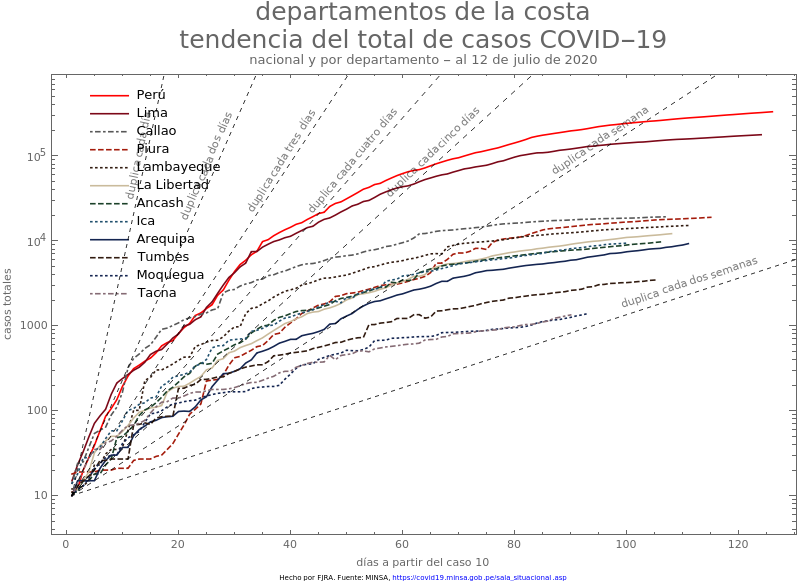 departamentos de la costa
tendencia del total de casos COVID−19
nacional y por departamento − al 12 de julio de 2020
Perú
Lima
Callao
Piura
Lambayeque
La Libertad
Ancash
Ica
Arequipa
Tumbes
Moquegua
Tacna
duplica cada día
duplica cada dos días
duplica cada tres días
duplica cada cuatro días
duplica cada cinco días
duplica cada semana
duplica cada dos semanas
casos totales
10^5
10^4
1000
100
10
0 20 40 60 80 100 120
días a partir del caso 10
Hecho por FJRA. Fuente: MINSA, https://covid19.minsa.gob.pe/sala_situacional.asp